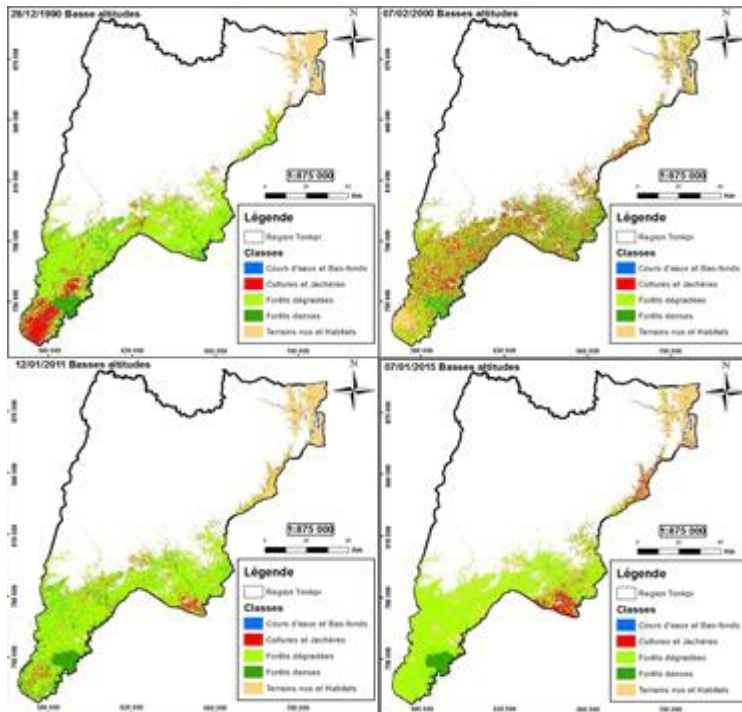 28/12/1990 Basse altitudes
N
1:875 000
Km
Légende
Region Tonkpi
Classes
Cours d'eaux et Bas-fonds
Cultures et Jachères
Forêts dégradées
Forêts denses
Terrains nus et Habitats
07/02/2000 Basses altitudes
N
1:875 000
Km
Légende
Region Tonkpi
Classes
Cours d'eaux et Bas-fonds
Cultures et Jachères
Forêts dégradées
Forêts denses
Terrains nus et Habitats
12/01/2011 Basses altitudes
N
1:875 000
Km
Légende
Region Tonkpi
Classes
Cours d'eaux et Bas-fonds
Cultures et Jachères
Forêts dégradées
Forêts denses
Terrains nus et Habitats
07/01/2015 Basses altitudes
N
1:875 000
Km
Légende
Region Tonkpi
Classes
Cours d'eaux et Bas-fonds
Cultures et Jachères
Forêts dégradées
Forêts denses
Terrains nus et Habitats